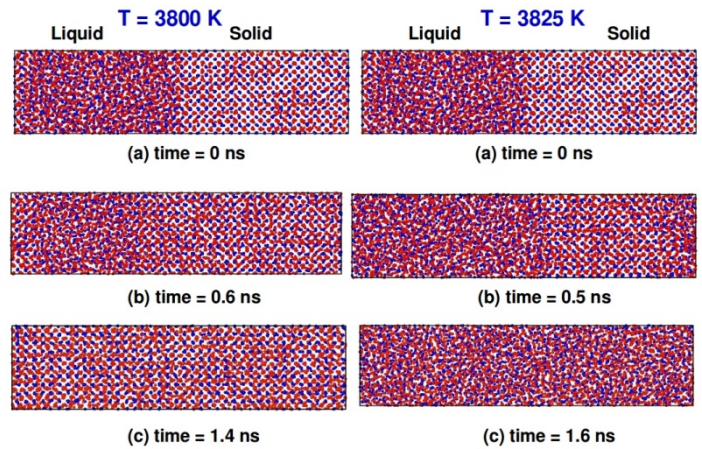 T = 3800 K
Liquid Solid
(a) time = 0 ns
(b) time = 0.6 ns
(c) time = 1.4 ns
T = 3825 K
Liquid Solid
(a) time = 0 ns
(b) time = 0.5 ns
(c) time = 1.6 ns